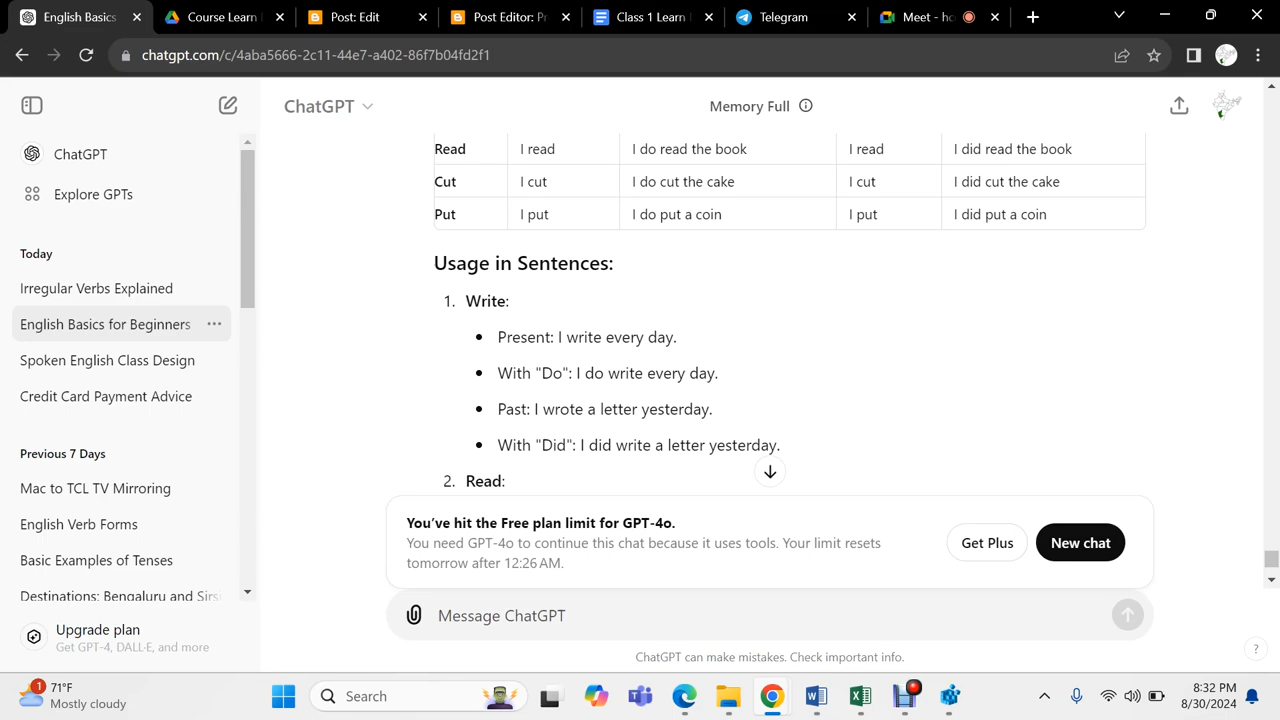 English Basics
Course Learn
Post: Edit
Post Editor: Pr
Class 1 Learn
Telegram
Meet - ho
chatgpt.com/c/4aba5666-2c11-44e7-a402-86f7b04fd2f1
ChatGPT
Memory Full
ChatGPT
Explore GPTs
Today
Irregular Verbs Explained
English Basics for Beginners
Spoken English Class Design
Credit Card Payment Advice
Previous 7 Days
Mac to TCL TV Mirroring
English Verb Forms
Basic Examples of Tenses
Destinations: Bengaluru and Sirsi
Upgrade plan
Get GPT-4, DALL·E, and more
Read I read I do read the book I read I did read the book
Cut I cut I do cut the cake I cut I did cut the cake
Put I put I do put a coin I put I did put a coin
Usage in Sentences:
1. Write:
• Present: I write every day.
• With "Do": I do write every day.
• Past: I wrote a letter yesterday.
• With "Did": I did write a letter yesterday.
2. Read:
You've hit the Free plan limit for GPT-4o.
You need GPT-4o to continue this chat because it uses tools. Your limit resets
tomorrow after 12:26 AM.
Get Plus
New chat
Message ChatGPT
ChatGPT can make mistakes. Check important info.
?
1
71°F
Mostly cloudy
Search
8:32 PM
8/30/2024